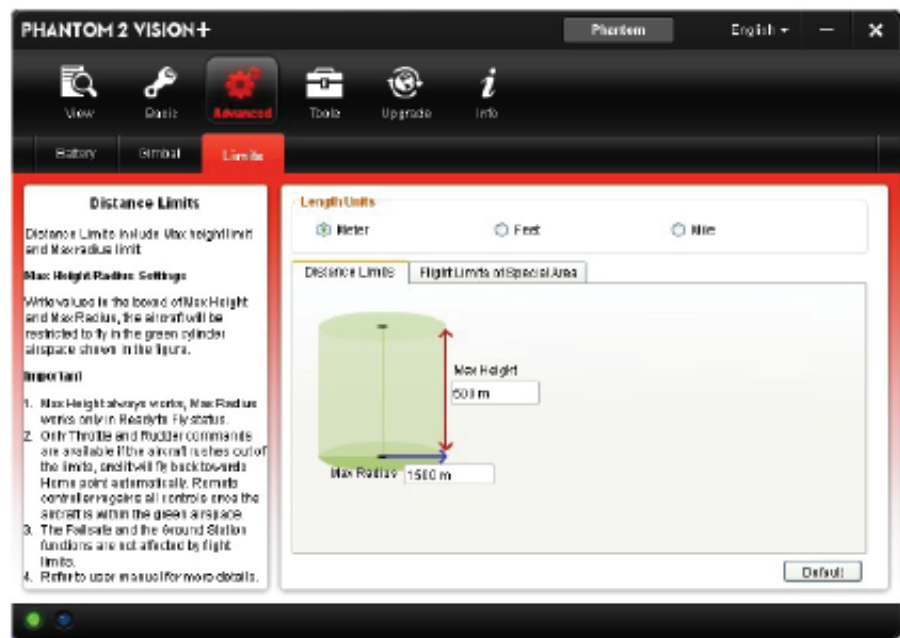 PHANTOM 2 VISION+
Phantom
English
View
Basic
Advanced
Tools
Upgrade
Info
Battery
Gimbal
Limits
Distance Limits
Distance Limits include Max height limit
and Max radius limit
Max Height/Radius Settings
Write values in the boxed of Max Height
and Max Radius, the aircraft will be
restricted to fly in the green cylinder
airspace shown in the figure.
Important
1. Max Height always works, Max Radius
works only in Ready to Fly status.
2. Only Throttle and Rudder commands
are available if the aircraft rushes out of
the limits, and it will fly back towards
Home point automatically. Remote
controller regains all controls once the
aircraft is within the green airspace.
3. The Failsafe and the Ground Station
functions are not affected by flight
limits.
4. Refer to user manual for more details.
Length Units
Meter
Feet
Mile
Distance Limits
Flight Limits of Special Area
Max Height
500 m
Max Radius
1500 m
Default